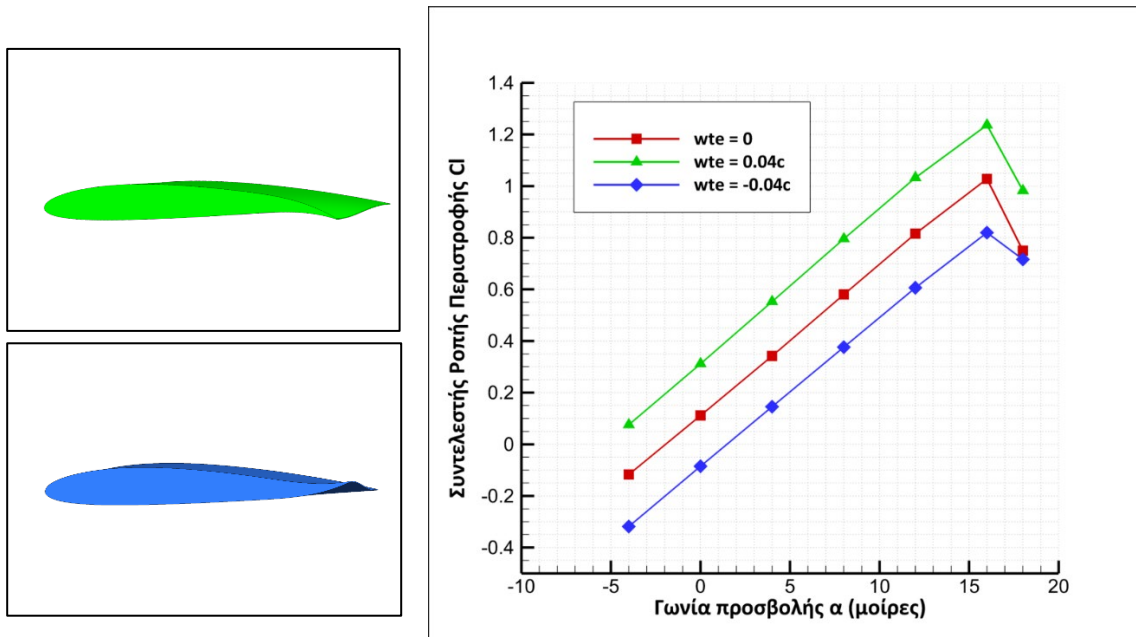 Συντελεστής Ροπής Περιστροφής Cl
1.4
1.2
1
0.8
0.6
0.4
0.2
0
-0.2
-0.4
wte = 0
wte = 0.04c
wte = -0.04c
-10 -5 0 5 10 15 20
Γωνία προσβολής α (μοίρες)